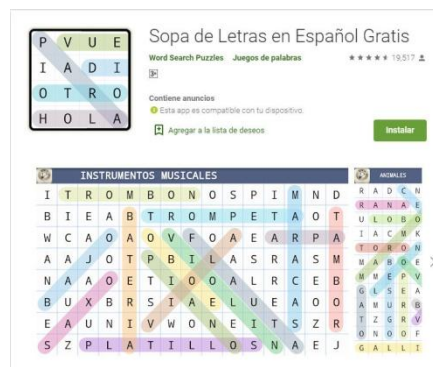 P V U E
I A D I
O T R O
H O L A
Sopa de Letras en Español Gratis
Word Search Puzzles Juegos de palabras
19,517
Contiene anuncios
Esta app es compatible con tu dispositivo.
Agregar a la lista de deseos
Instalar
INSTRUMENTOS MUSICALES
I T R O M B O N O S P I M N D
B I E A B T R O M P E T A O T
W C A O A O V F O A E A R P A
A A J O T P B I L A S R A S M
N A A O E T I O O A L R C E B
B U X B R S I A E L U E A O O
E A U N I V W O N E I T S Z R
S Z P L A T I L L O S N A E J
ANIMALES
R A D C N
R A N A E
U L O B O
I A C M K
T O R O N
M A B O E
M M E P V
G L S E A
A M U R B
T Z G R V
O N O O F
G A L L I